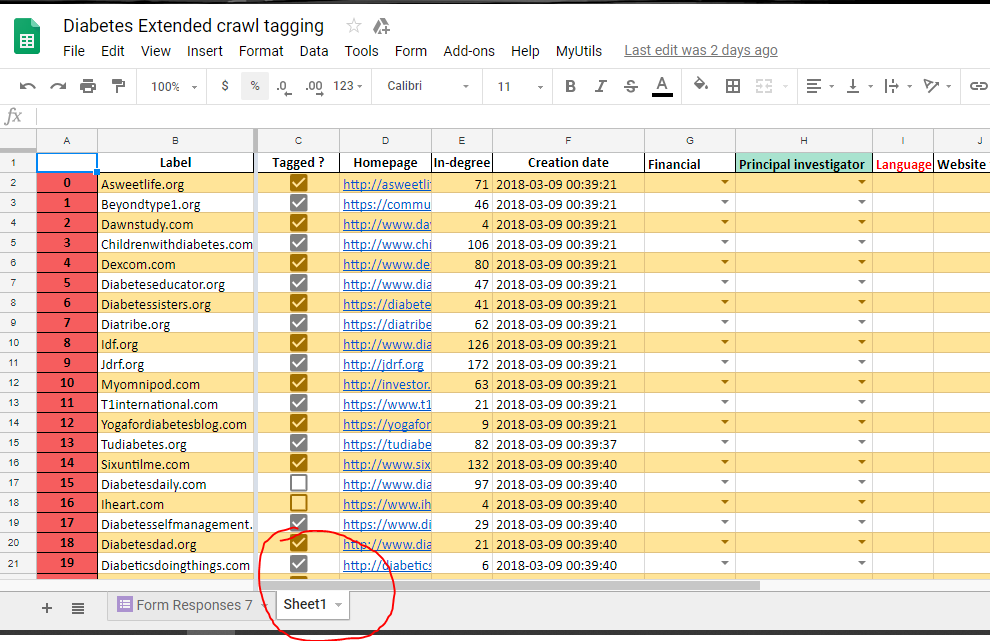 Diabetes Extended crawl tagging
File Edit View Insert Format Data Tools Form Add-ons Help MyUtils Last edit was 2 days ago
100% $ % .0 .00 123 Calibri 11 B I S A
fx
A B C D E F G H I J
1 Label Tagged ? Homepage In-degree Creation date Financial Principal investigator Language Website
2 0 Asweetlife.org http://asweetli 71 2018-03-09 00:39:21
3 1 Beyondtype1.org https://commu 46 2018-03-09 00:39:21
4 2 Dawnstudy.com http://www.da 4 2018-03-09 00:39:21
5 3 Childrenwithdiabetes.com http://www.chi 106 2018-03-09 00:39:21
6 4 Dexcom.com http://www.de 80 2018-03-09 00:39:21
7 5 Diabeteseducator.org http://www.dia 47 2018-03-09 00:39:21
8 6 Diabetessisters.org https://diabete 41 2018-03-09 00:39:21
9 7 Diatribe.org https://diatribe 62 2018-03-09 00:39:21
10 8 Idf.org http://www.dia 126 2018-03-09 00:39:21
11 9 Jdrf.org http://jdrf.org 172 2018-03-09 00:39:21
12 10 Myomnipod.com http://investor. 63 2018-03-09 00:39:21
13 11 T1international.com https://www.t1 21 2018-03-09 00:39:21
14 12 Yogafordiabetesblog.com https://yogafor 9 2018-03-09 00:39:21
15 13 Tudiabetes.org https://tudiabe 82 2018-03-09 00:39:37
16 14 Sixuntilme.com http://www.six 132 2018-03-09 00:39:40
17 15 Diabetesdaily.com http://www.dia 97 2018-03-09 00:39:40
18 16 Iheart.com https://www.ih 4 2018-03-09 00:39:40
19 17 Diabetesselfmanagement. https://www.di 29 2018-03-09 00:39:40
20 18 Diabetesdad.org http://www.dia 21 2018-03-09 00:39:40
21 19 Diabeticsdoingthings.com http://diabetics 6 2018-03-09 00:39:40
Form Responses 7 Sheet1